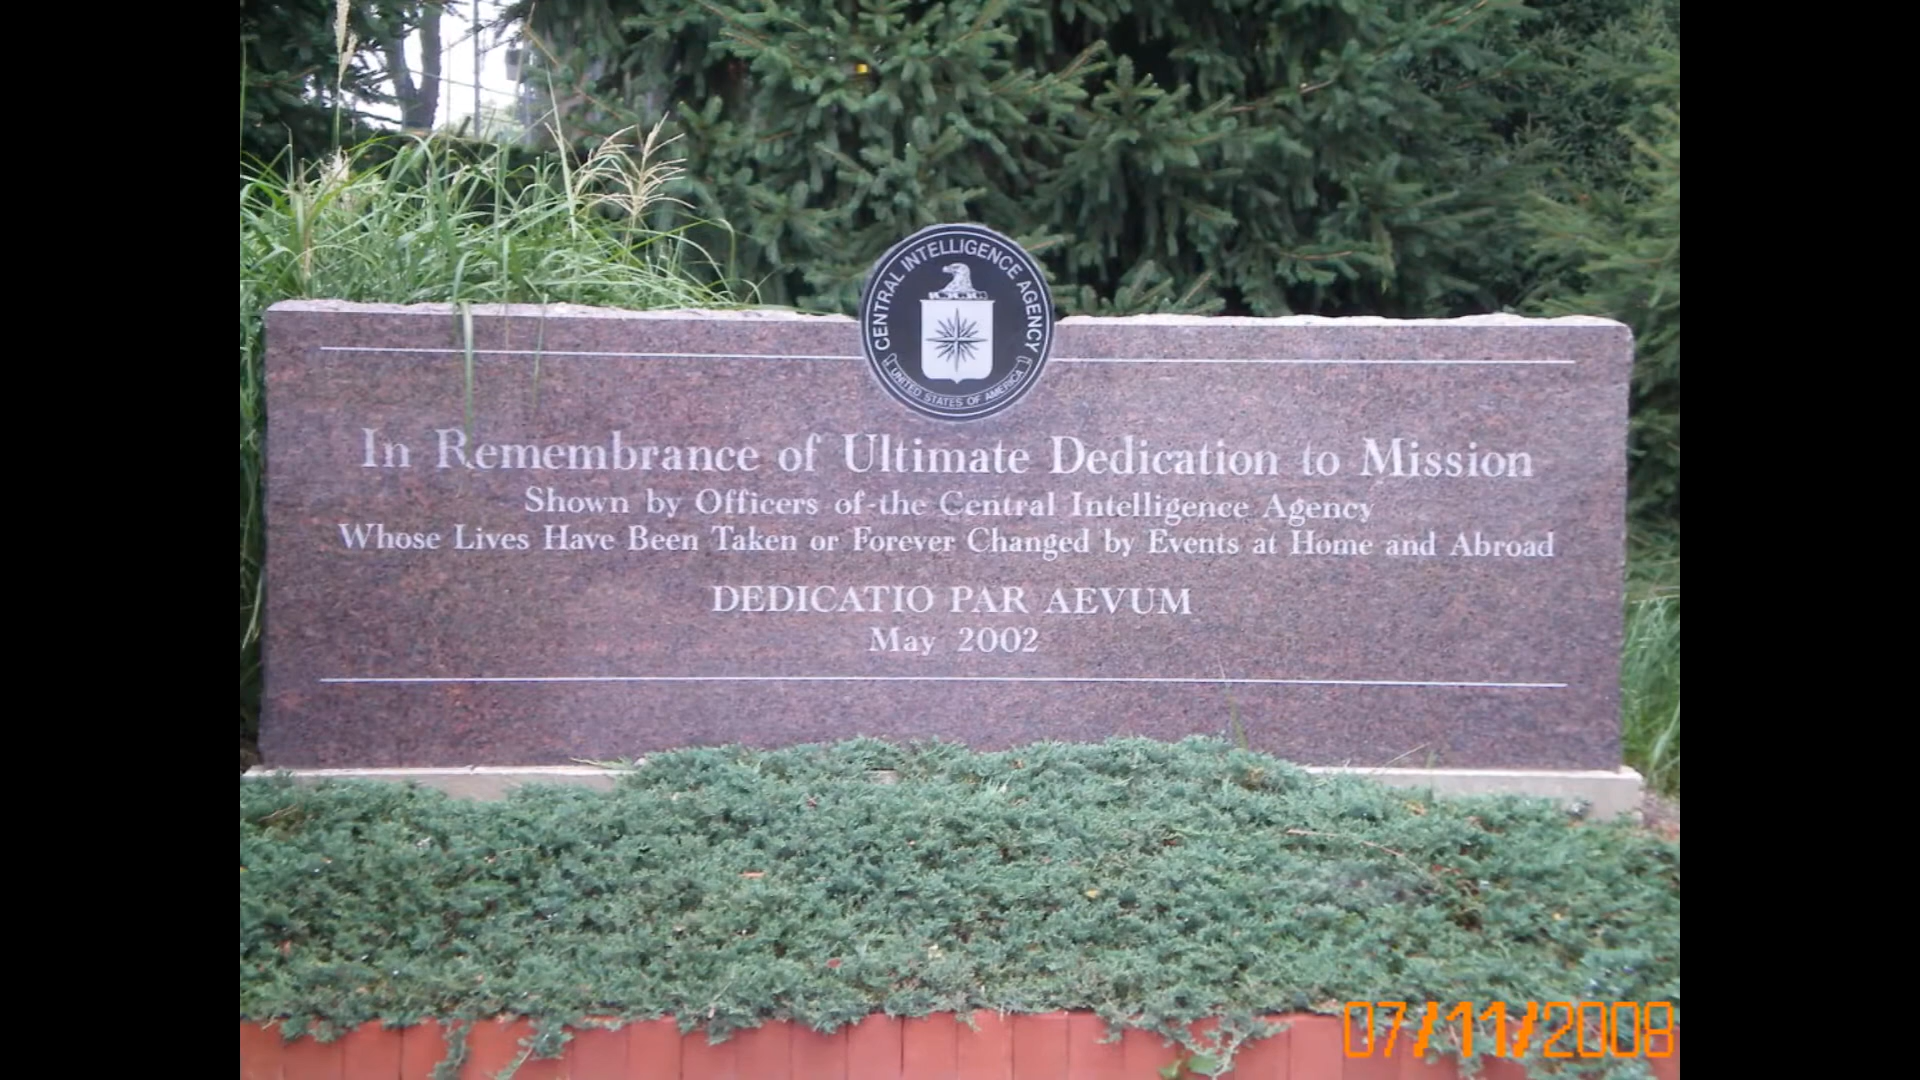 CENTRAL INTELLIGENCE AGENCY
UNITED STATES OF AMERICA
In Remembrance of Ultimate Dedication to Mission
Shown by Officers of the Central Intelligence Agency
Whose Lives Have Been Taken or Forever Changed by Events at Home and Abroad
DEDICATIO PAR AEVUM
May 2002
07/11/2008